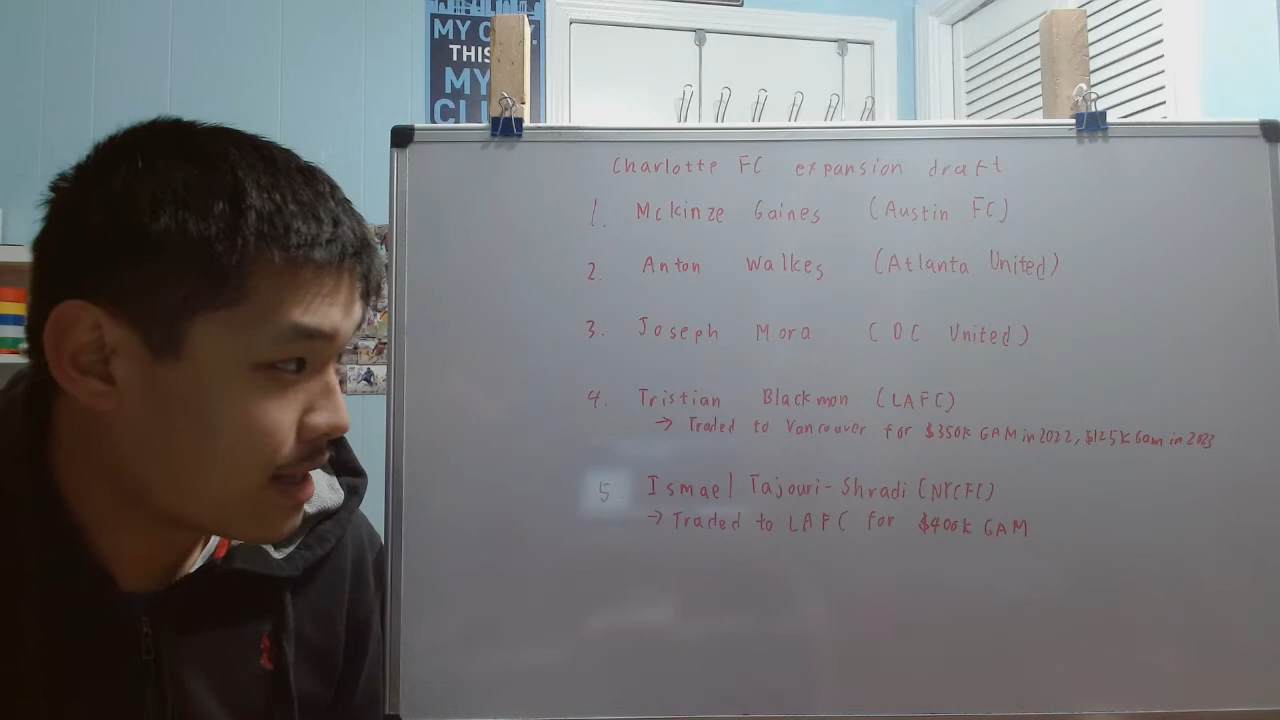 MY C
THIS
MY
CL
Charlotte FC expansion draft
1. Mckinze Gaines (Austin FC)
2. Anton Walkes (Atlanta United)
3. Joseph Mora (DC United)
4. Tristian Blackmon (LAFC)
→ Traded to Vancouver for $350k GAM in 2022, $125K Gam in 2023
5. Ismael Tajouri-Shradi (NYCFC)
→ Traded to LAFC for $400k GAM